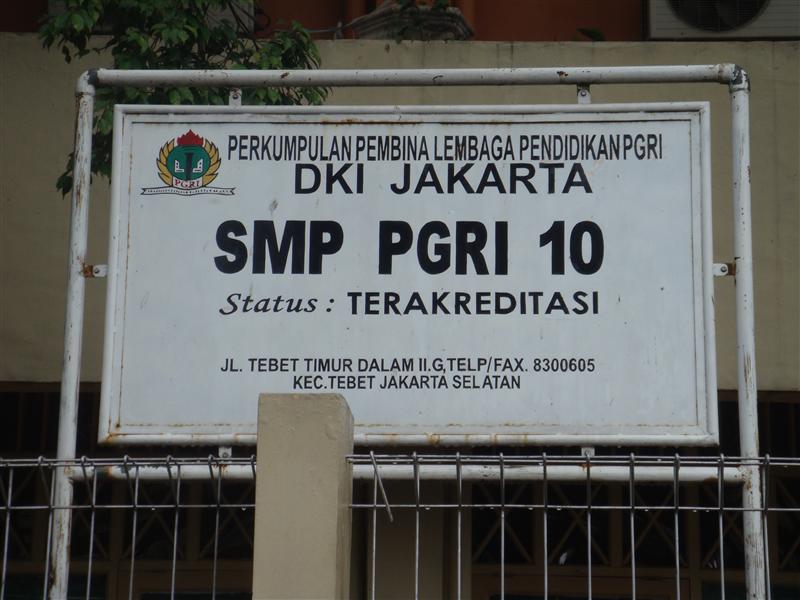 PERKUMPULAN PEMBINA LEMBAGA PENDIDIKAN PGRI
DKI JAKARTA
PGRI
SMP PGRI 10
Status : TERAKREDITASI
JL. TEBET TIMUR DALAM II.G,TELP/FAX. 8300605
KEC.TEBET JAKARTA SELATAN